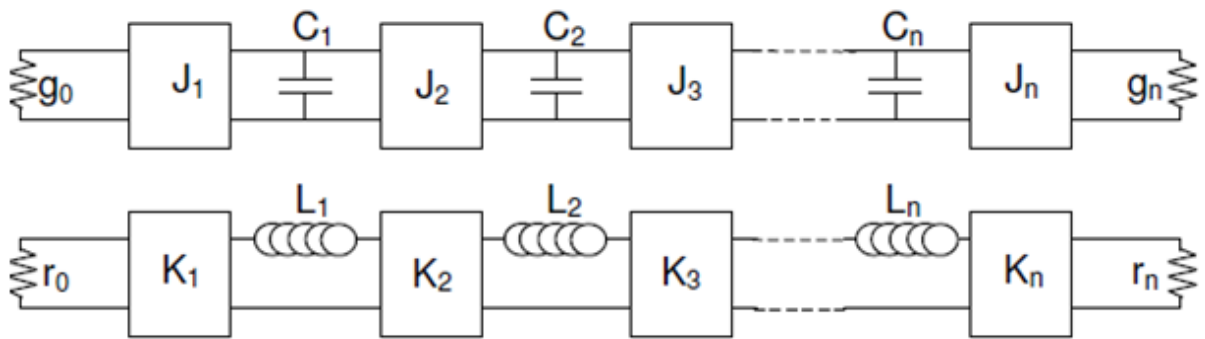 C₁ C₂ Cₙ
g₀ J₁ J₂ J₃ Jₙ gₙ
L₁ L₂ Lₙ
r₀ K₁ K₂ K₃ Kₙ rₙ